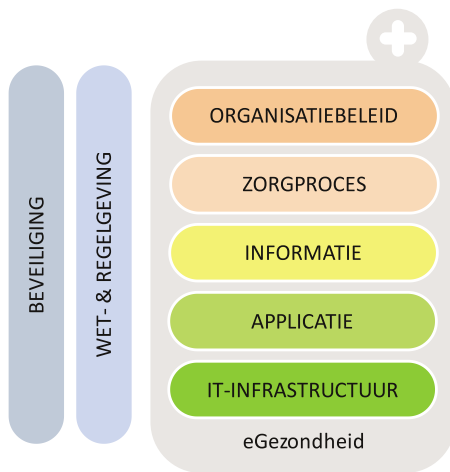 BEVEILIGING
WET- & REGELGEVING
ORGANISATIEBELEID
ZORGPROCES
INFORMATIE
APPLICATIE
IT-INFRASTRUCTUUR
eGezondheid